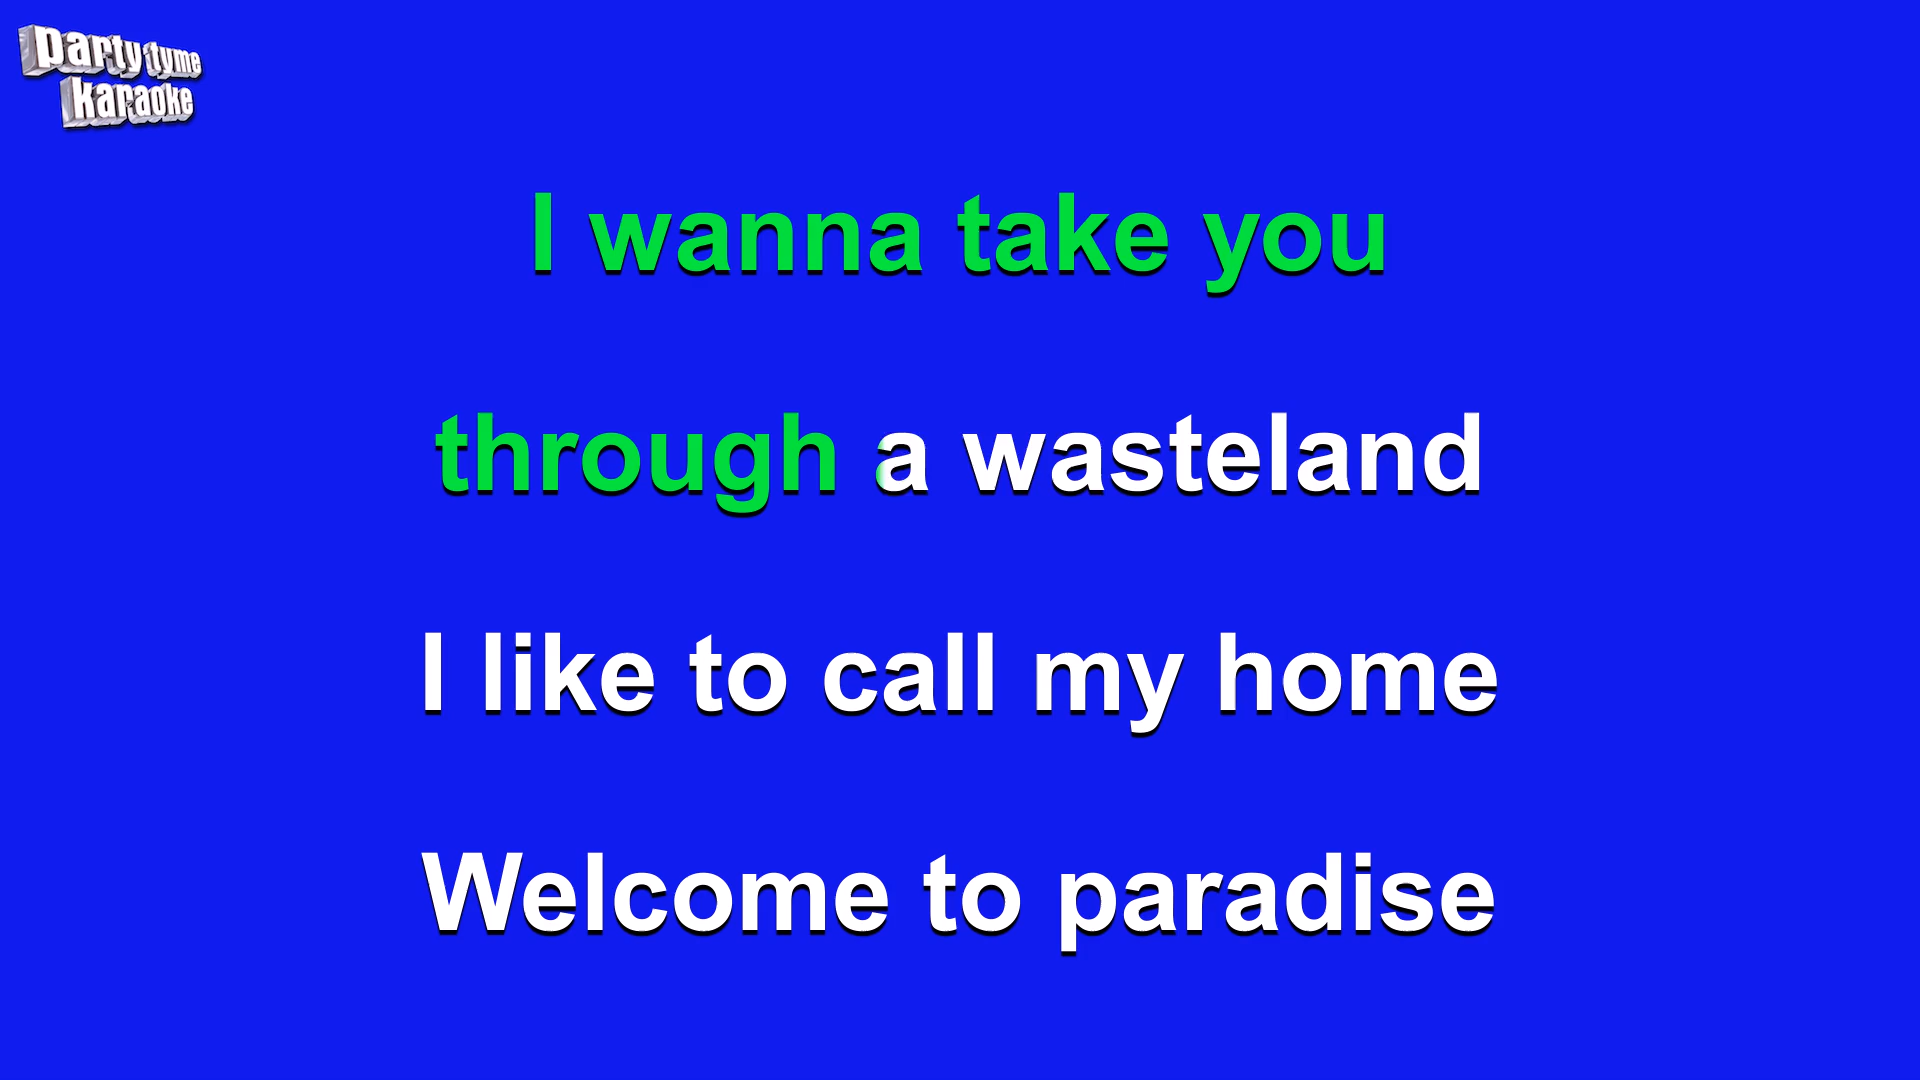 party tyme
karaoke
I wanna take you
through a wasteland
I like to call my home
Welcome to paradise